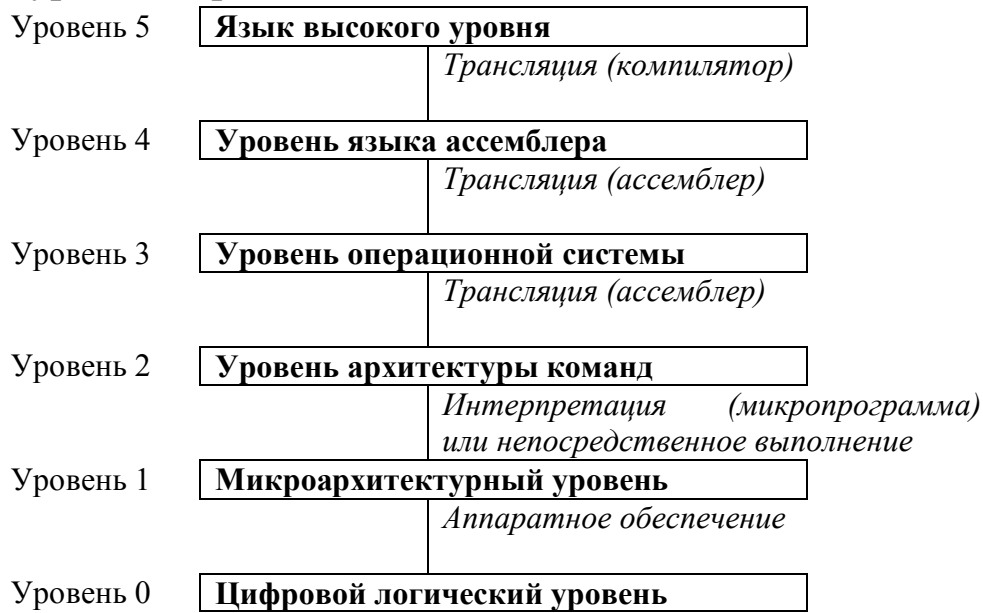 Уровень 5 Язык высокого уровня
Трансляция (компилятор)
Уровень 4 Уровень языка ассемблера
Трансляция (ассемблер)
Уровень 3 Уровень операционной системы
Трансляция (ассемблер)
Уровень 2 Уровень архитектуры команд
Интерпретация (микропрограмма)
или непосредственное выполнение
Уровень 1 Микроархитектурный уровень
Аппаратное обеспечение
Уровень 0 Цифровой логический уровень